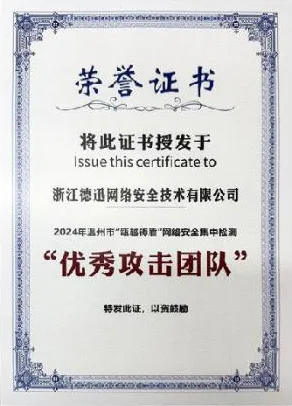 荣誉证书
将此证书授发于
Issue this certificate to
浙江德迅网络安全技术有限公司
2024年温州市“瓯越铸盾”网络安全集中检测
“优秀攻击团队”
特发此证，以资鼓励